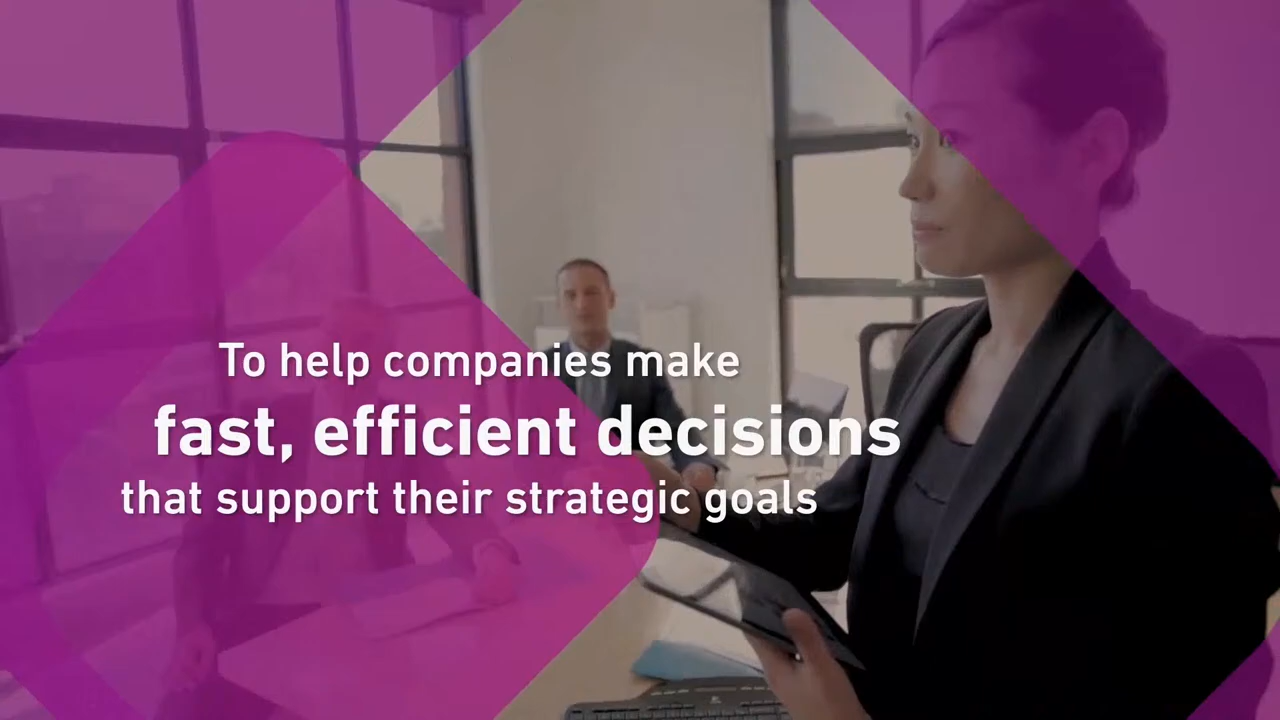 To help companies make
fast, efficient decisions
that support their strategic goals